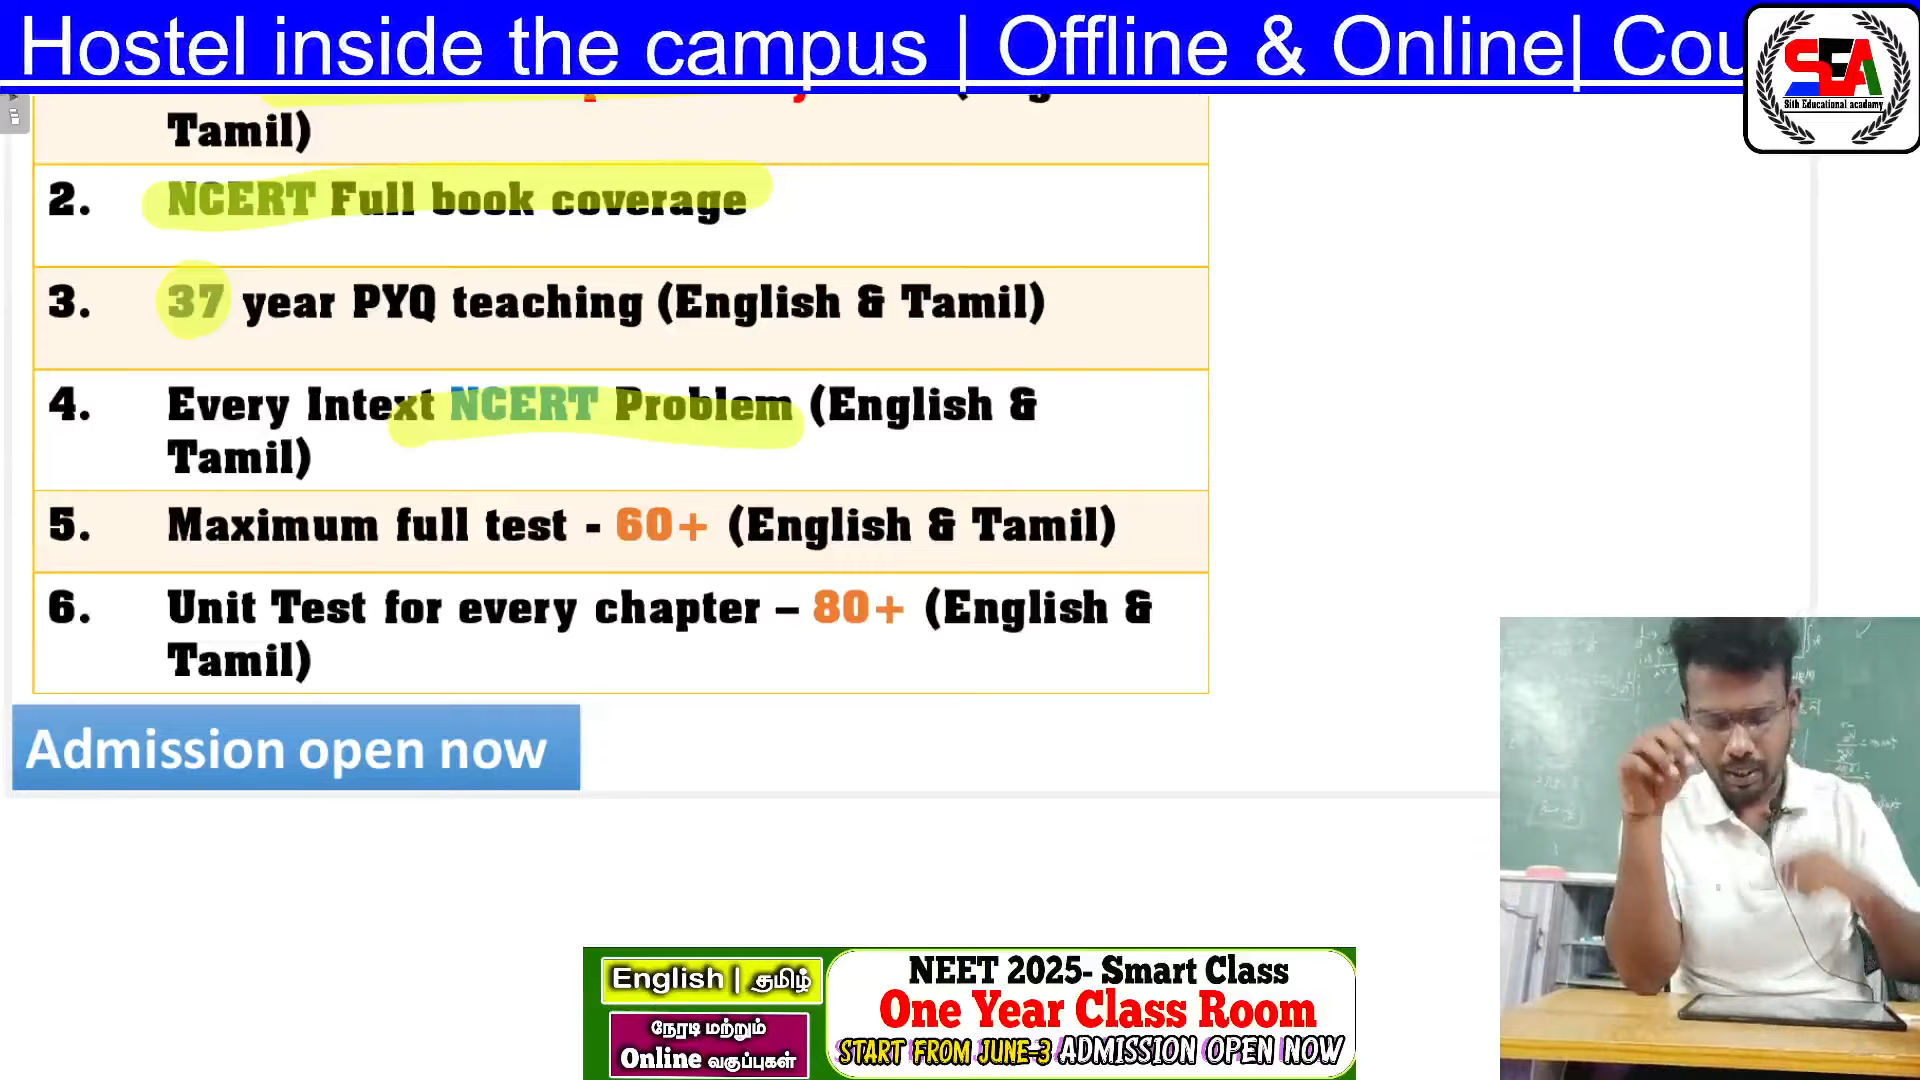 Hostel inside the campus | Offline & Online| Cou
SEA
Sith Educational academy
Tamil)
2. NCERT Full book coverage
3. 37 year PYQ teaching (English & Tamil)
4. Every Intext NCERT Problem (English &
Tamil)
5. Maximum full test - 60+ (English & Tamil)
6. Unit Test for every chapter – 80+ (English &
Tamil)
Admission open now
English | தமிழ்
நேரடி மற்றும்
Online வகுப்புகள்
NEET 2025- Smart Class
One Year Class Room
START FROM JUNE-3 ADMISSION OPEN NOW